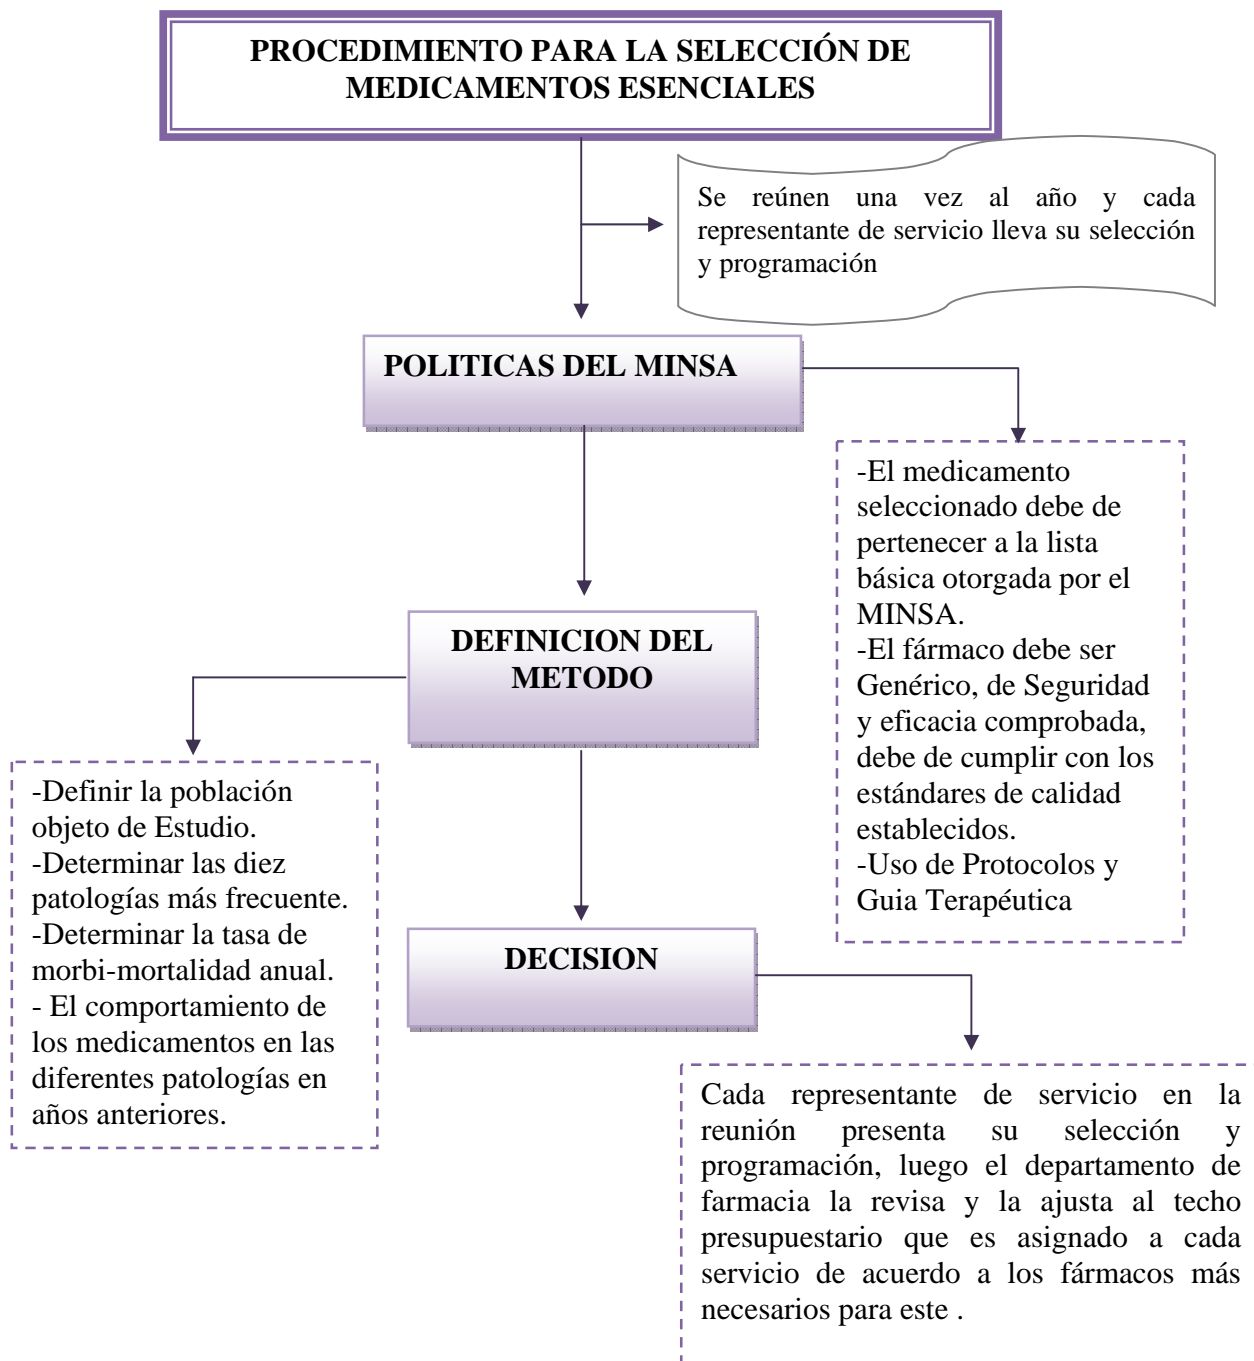 PROCEDIMIENTO PARA LA SELECCIÓN DE
MEDICAMENTOS ESENCIALES
Se reúnen una vez al año y cada
representante de servicio lleva su selección
y programación
POLITICAS DEL MINSA
-El medicamento
seleccionado debe de
pertenecer a la lista
básica otorgada por el
MINSA.
-El fármaco debe ser
Genérico, de Seguridad
y eficacia comprobada,
debe de cumplir con los
estándares de calidad
establecidos.
-Uso de Protocolos y
Guia Terapéutica
DEFINICION DEL
METODO
-Definir la población
objeto de Estudio.
-Determinar las diez
patologías más frecuente.
-Determinar la tasa de
morbi-mortalidad anual.
- El comportamiento de
los medicamentos en las
diferentes patologías en
años anteriores.
DECISION
Cada representante de servicio en la
reunión presenta su selección y
programación, luego el departamento de
farmacia la revisa y la ajusta al techo
presupuestario que es asignado a cada
servicio de acuerdo a los fármacos más
necesarios para este .